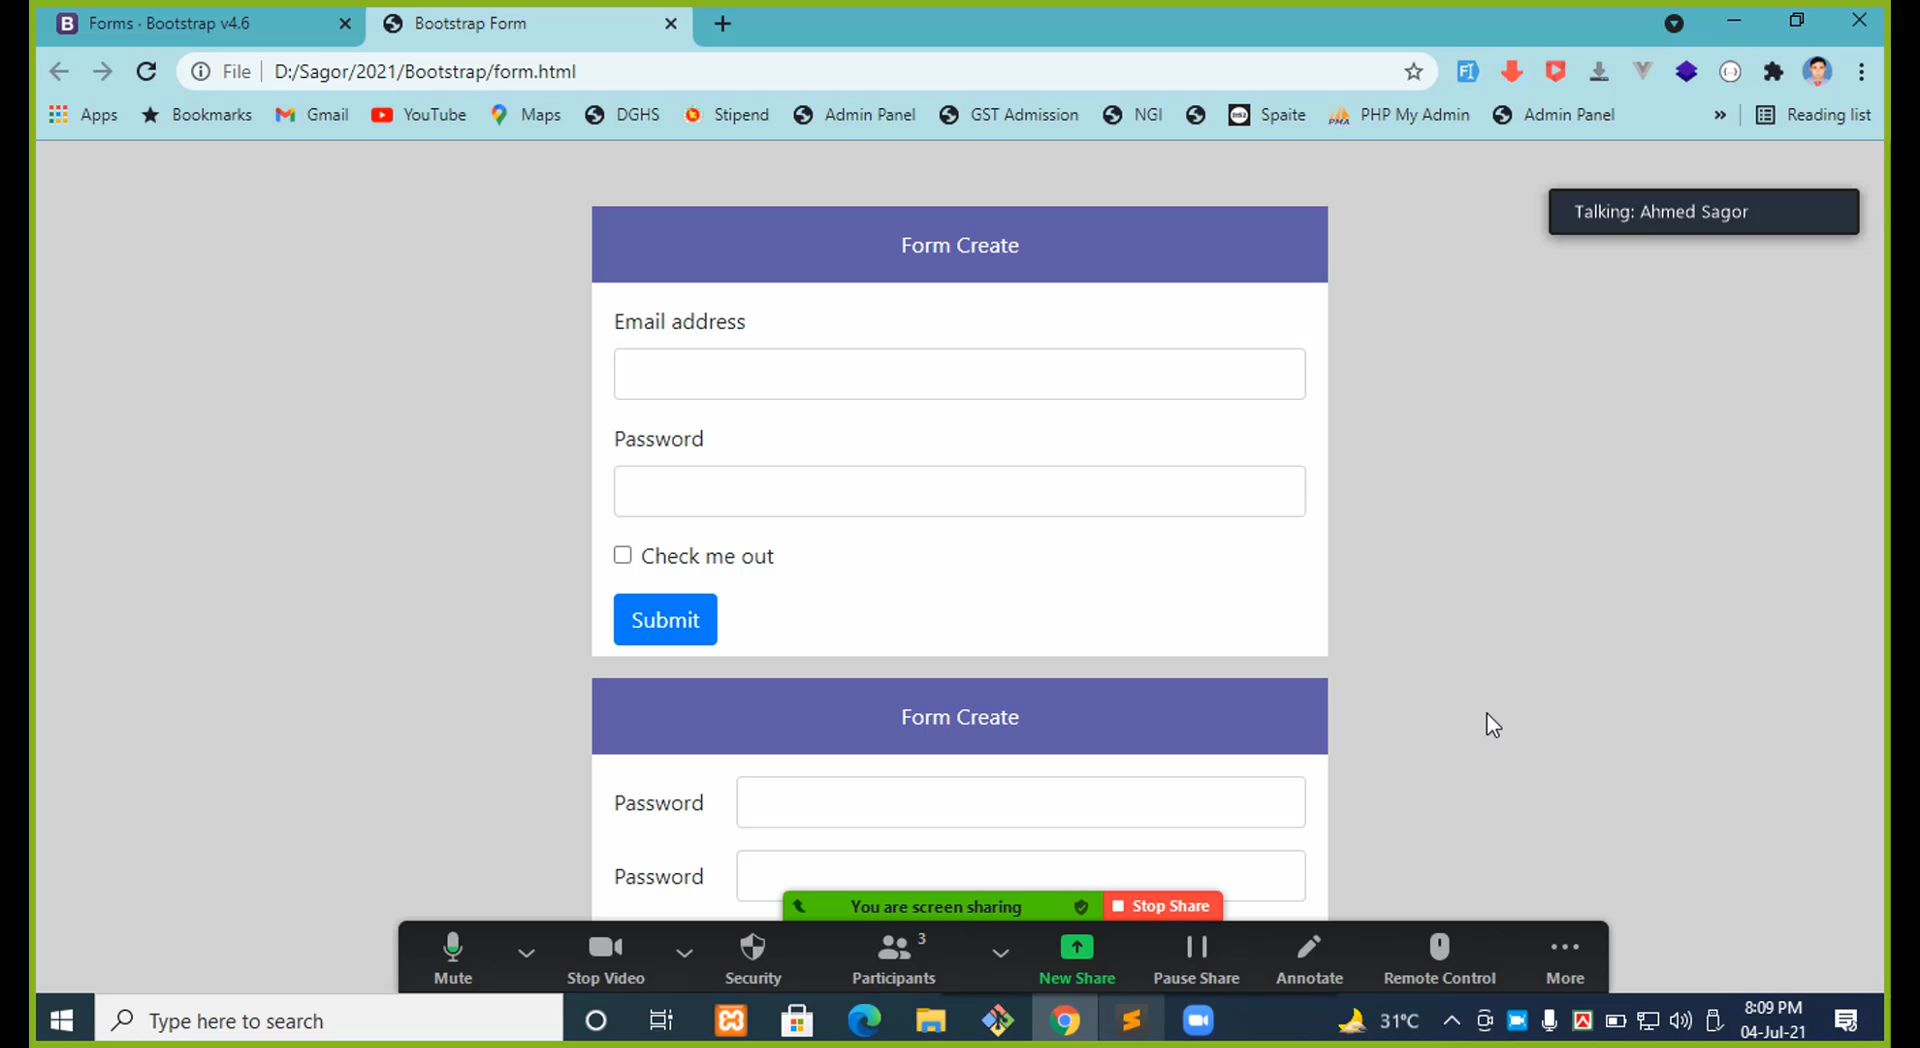 Forms · Bootstrap v4.6
Bootstrap Form
File
D:/Sagor/2021/Bootstrap/form.html
Apps
Bookmarks
Gmail
YouTube
Maps
DGHS
Stipend
Admin Panel
GST Admission
NGI
Spaite
PHP My Admin
Admin Panel
»
Reading list
Talking: Ahmed Sagor
Form Create
Email address
Password
Check me out
Submit
Form Create
Password
Password
You are screen sharing
Stop Share
Mute
Stop Video
Security
3
Participants
New Share
Pause Share
Annotate
Remote Control
More
Type here to search
31°C
8:09 PM
04-Jul-21